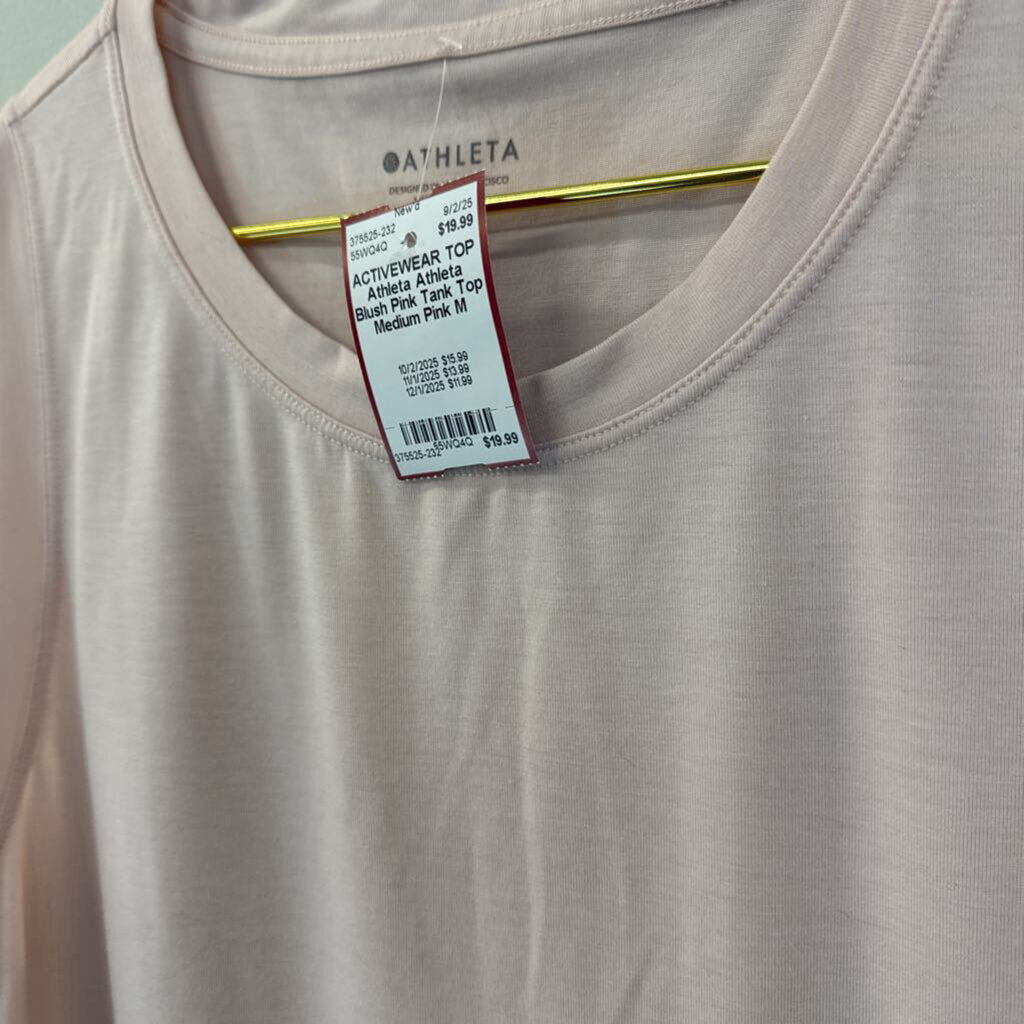 ATHLETA
DESIGNED
New'd 9/2/25
375525-232 $19.99
55WQ4Q
ACTIVEWEAR TOP
Athleta Athleta
Blush Pink Tank Top
Medium Pink M
10/2/2025 $15.99
11/1/2025 $13.99
12/1/2025 $11.99
375525-232 55WQ4Q $19.99